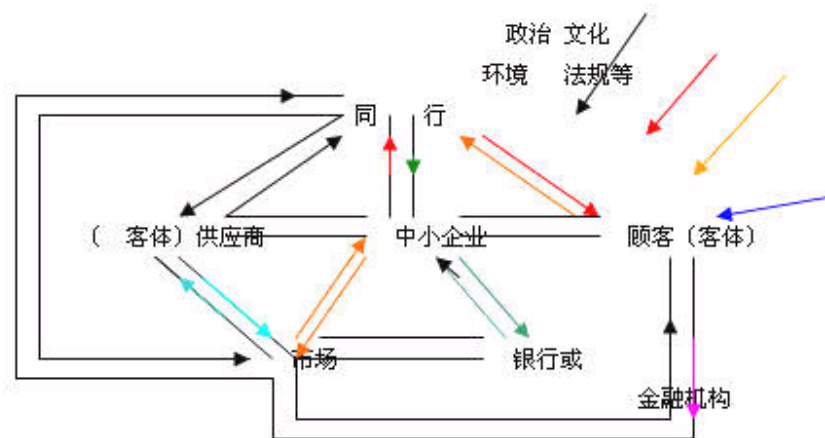 政治 文化
环境 法规等
同 行
( 客体) 供应商
中小企业
顾客 (客体)
市场
银行或
金融机构